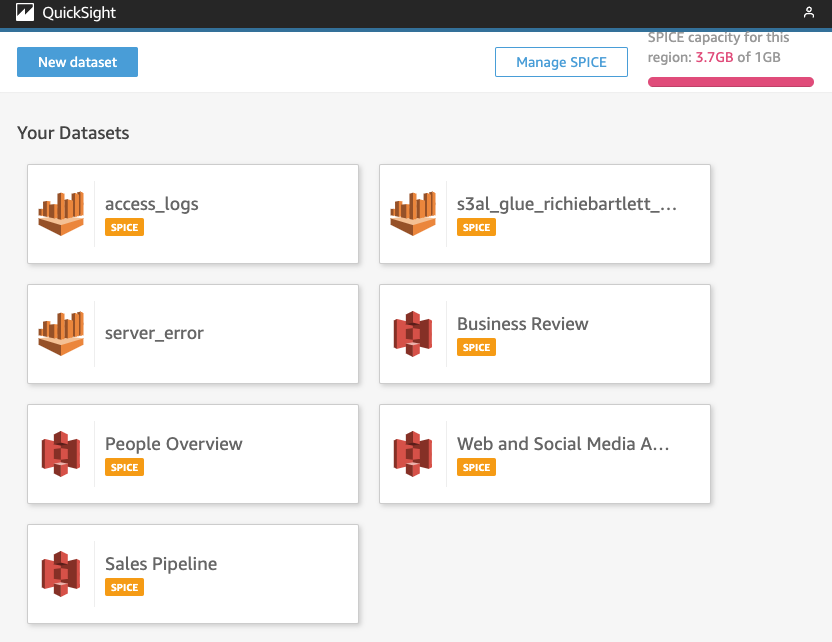 QuickSight
New dataset
Manage SPICE
SPICE capacity for this
region: 3.7GB of 1GB
Your Datasets
access_logs
SPICE
s3al_glue_richiebartlett_...
SPICE
server_error
Business Review
SPICE
People Overview
SPICE
Web and Social Media A...
SPICE
Sales Pipeline
SPICE